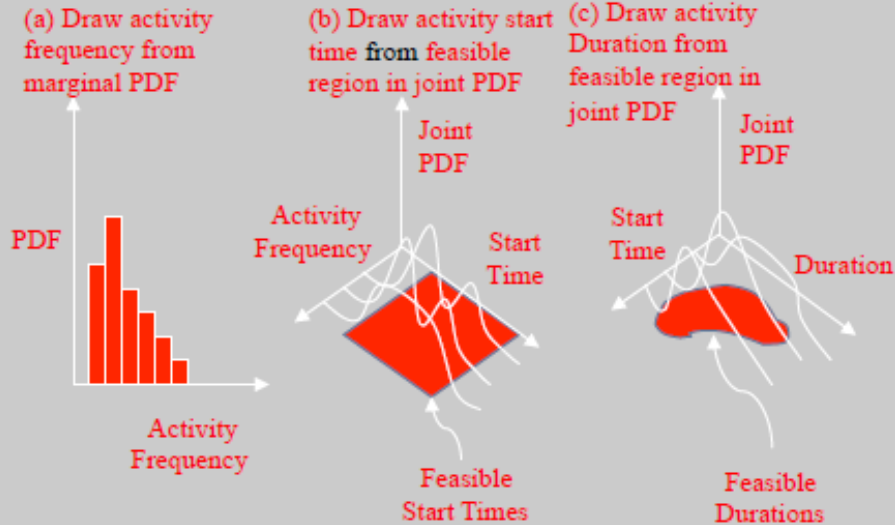 (a) Draw activity
frequency from
marginal PDF
PDF
Activity
Frequency
(b) Draw activity start
time from feasible
region in joint PDF
Joint
PDF
Activity
Frequency
Start
Time
Feasible
Start Times
(c) Draw activity
Duration from
feasible region in
joint PDF
Joint
PDF
Start
Time
Duration
Feasible
Durations